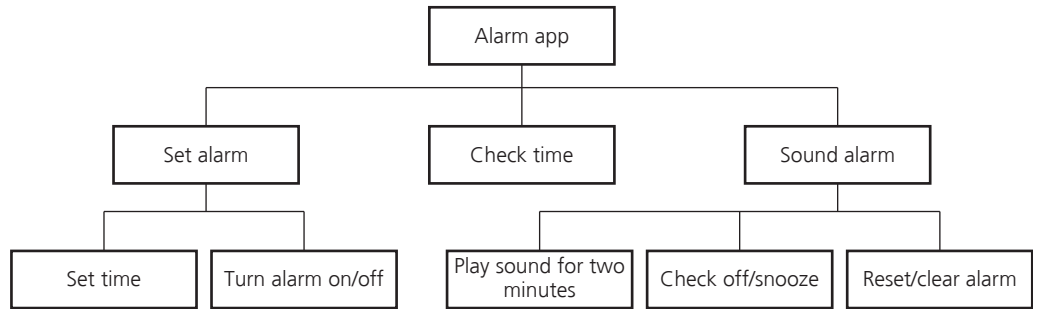 Alarm app
Set alarm
Check time
Sound alarm
Set time
Turn alarm on/off
Play sound for two
minutes
Check off/snooze
Reset/clear alarm